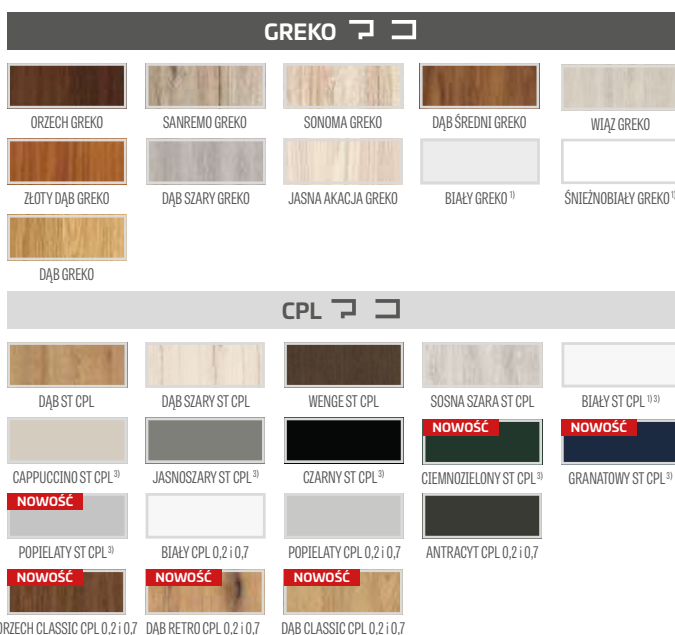 GREKO
ORZECH GREKO
SANREMO GREKO
SONOMA GREKO
DĄB ŚREDNI GREKO
WIĄZ GREKO
ZŁOTY DĄB GREKO
DĄB SZARY GREKO
JASNA AKACJA GREKO
BIAŁY GREKO 1)
ŚNIEŻNOBIAŁY GREKO 1)
DĄB GREKO
CPL
DĄB ST CPL
DĄB SZARY ST CPL
WENGE ST CPL
SOSNA SZARA ST CPL
BIAŁY ST CPL 1) 3)
CAPPUCCINO ST CPL 3)
JASNOSZARY ST CPL 3)
CZARNY ST CPL 3)
NOWOŚĆ
CIEMNOZIELONY ST CPL 3)
NOWOŚĆ
GRANATOWY ST CPL 3)
NOWOŚĆ
POPIELATY ST CPL 3)
BIAŁY CPL 0,2 i 0,7
POPIELATY CPL 0,2 i 0,7
ANTRACYT CPL 0,2 i 0,7
NOWOŚĆ
ORZECH CLASSIC CPL 0,2 i 0,7
NOWOŚĆ
DĄB RETRO CPL 0,2 i 0,7
NOWOŚĆ
DĄB CLASSIC CPL 0,2 i 0,7